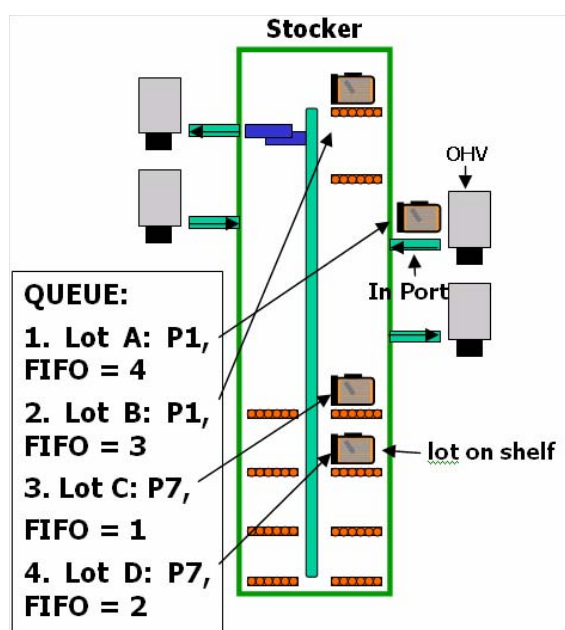 Stocker
OHV
In Port
QUEUE:
1. Lot A: P1,
FIFO = 4
2. Lot B: P1,
FIFO = 3
3. Lot C: P7,
FIFO = 1
4. Lot D: P7,
FIFO = 2
lot on shelf